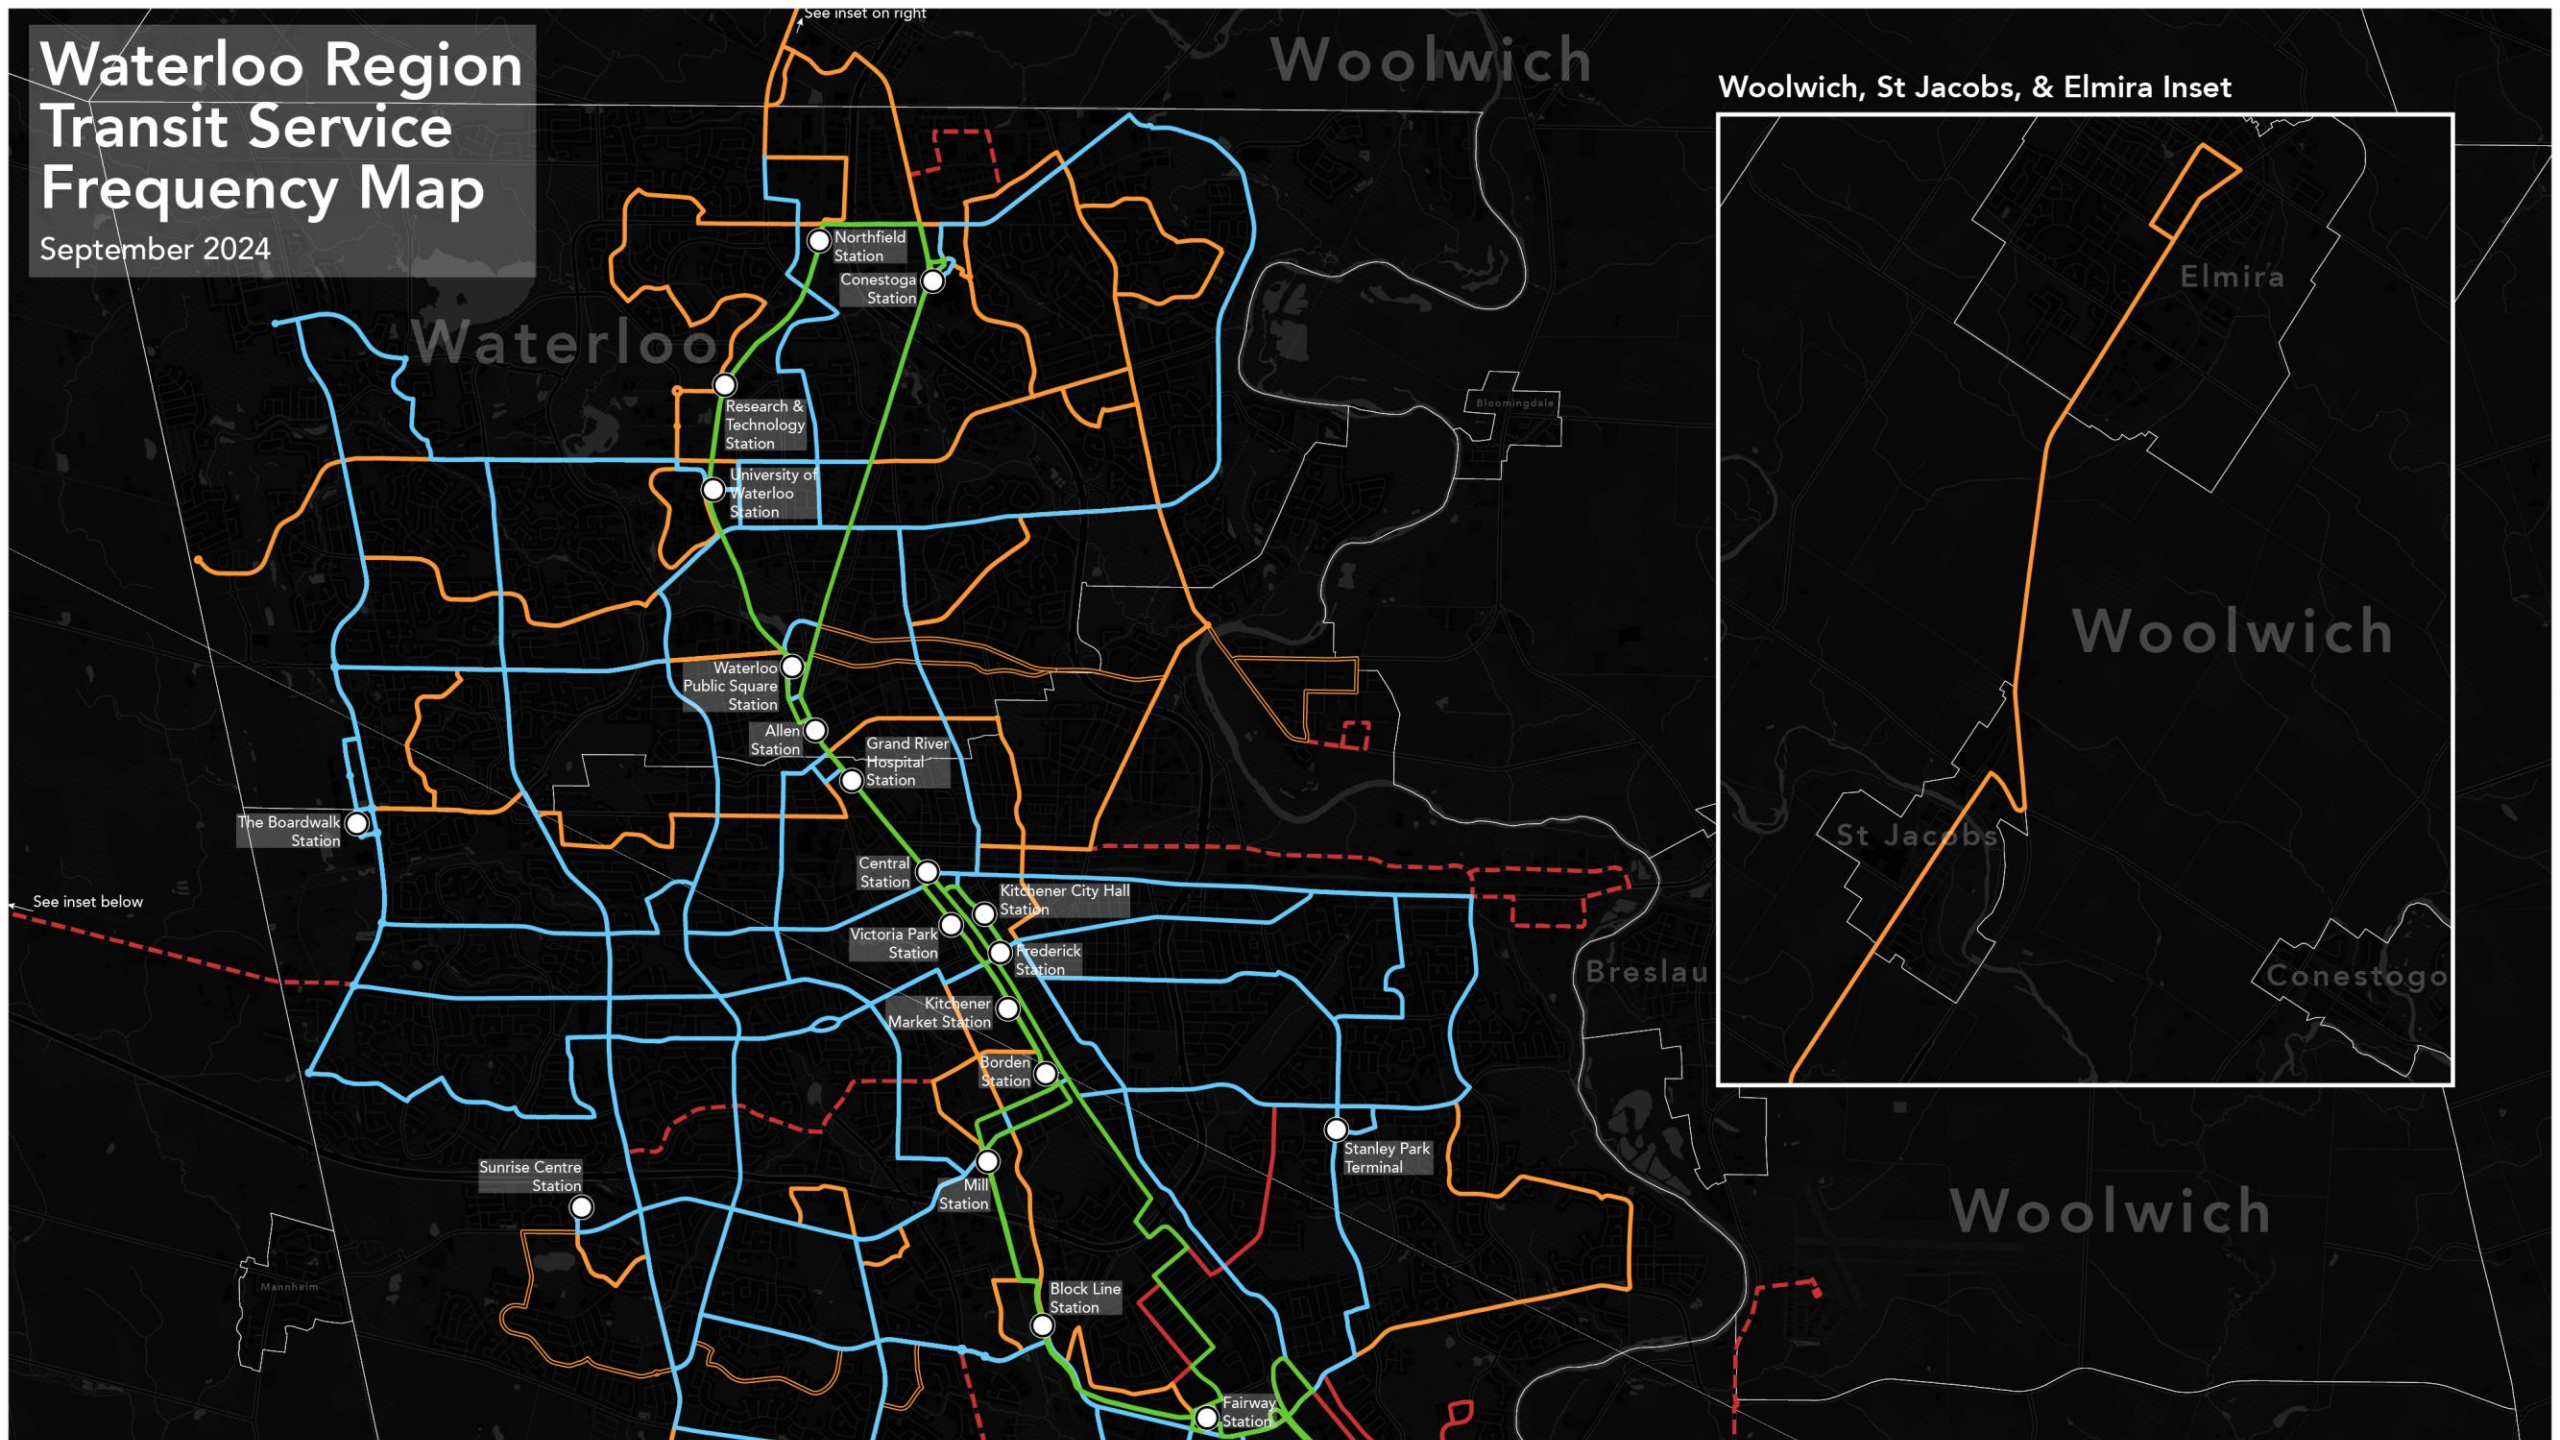 See inset on right
Waterloo Region
Transit Service
Frequency Map
September 2024
Woolwich
Woolwich, St Jacobs, & Elmira Inset
Northfield
Station
Conestoga
Station
Elmira
Waterloo
Research &
Technology
Station
Bloomingdale
University of
Waterloo
Station
Woolwich
Waterloo
Public Square
Station
Allen
Station
Grand River
Hospital
Station
The Boardwalk
Station
St Jacobs
Central
Station
Kitchener City Hall
Station
See inset below
Victoria Park
Station
Frederick
Station
Breslau
Conestogo
Kitchener
Market Station
Borden
Station
Stanley Park
Terminal
Sunrise Centre
Station
Mill
Station
Woolwich
Mannheim
Block Line
Station
Fairway
Station